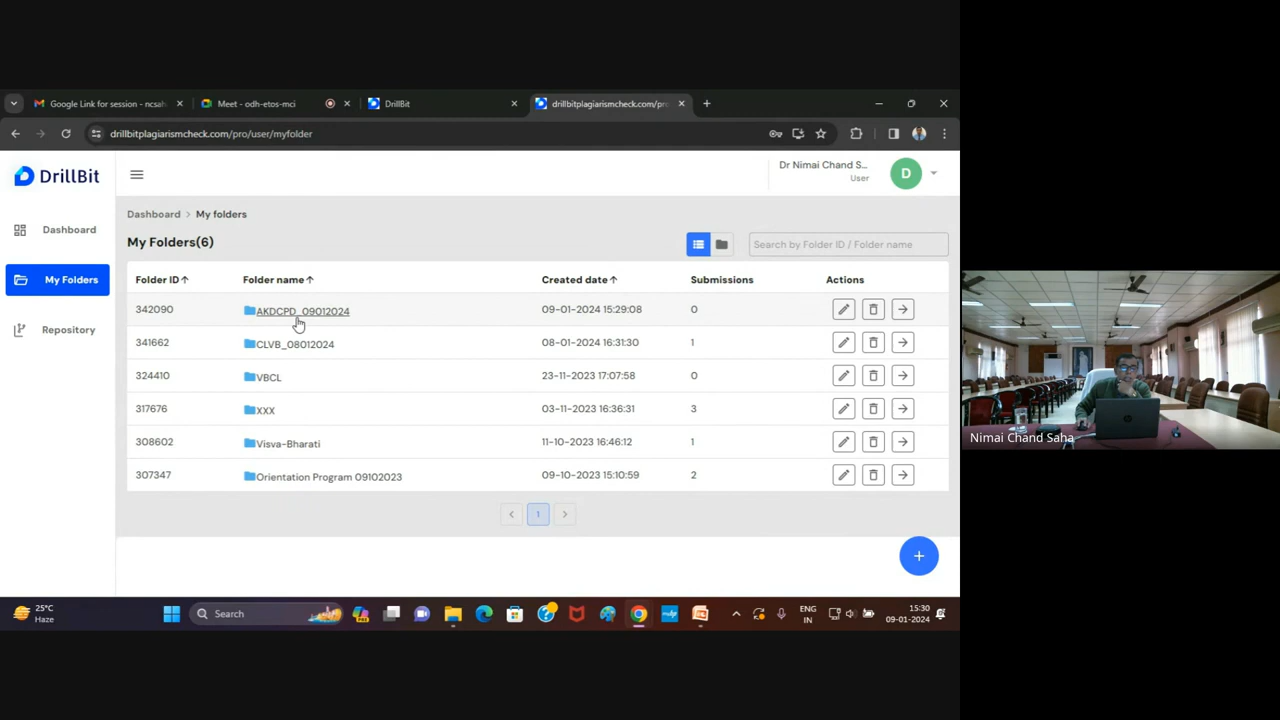 Google Link for session - ncsah
Meet - odh-etos-mci
DrillBit
drillbitplagiarismcheck.com/pro
drillbitplagiarismcheck.com/pro/user/myfolder
DrillBit
Dr Nimai Chand S...
User
D
Dashboard
My Folders
Repository
Dashboard > My folders
My Folders(6)
Search by Folder ID / Folder name
Folder ID Folder name Created date Submissions Actions
342090 AKDCPD_09012024 09-01-2024 15:29:08 0
341662 CLVB_08012024 08-01-2024 16:31:30 1
324410 VBCL 23-11-2023 17:07:58 0
317676 XXX 03-11-2023 16:36:31 3
308602 Visva-Bharati 11-10-2023 16:46:12 1
307347 Orientation Program 09102023 09-10-2023 15:10:59 2
1
Nimai Chand Saha
25°C
Haze
Search
ENG
IN
15:30
09-01-2024